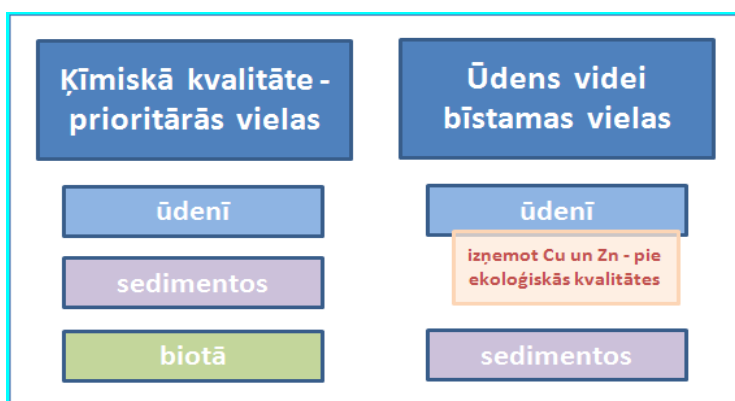 Ķīmiskā kvalitāte -
prioritārās vielas
ūdenī
sedimentos
biotā
Ūdens videi
bīstamas vielas
ūdenī
izņemot Cu un Zn - pie
ekoloģiskās kvalitātes
sedimentos